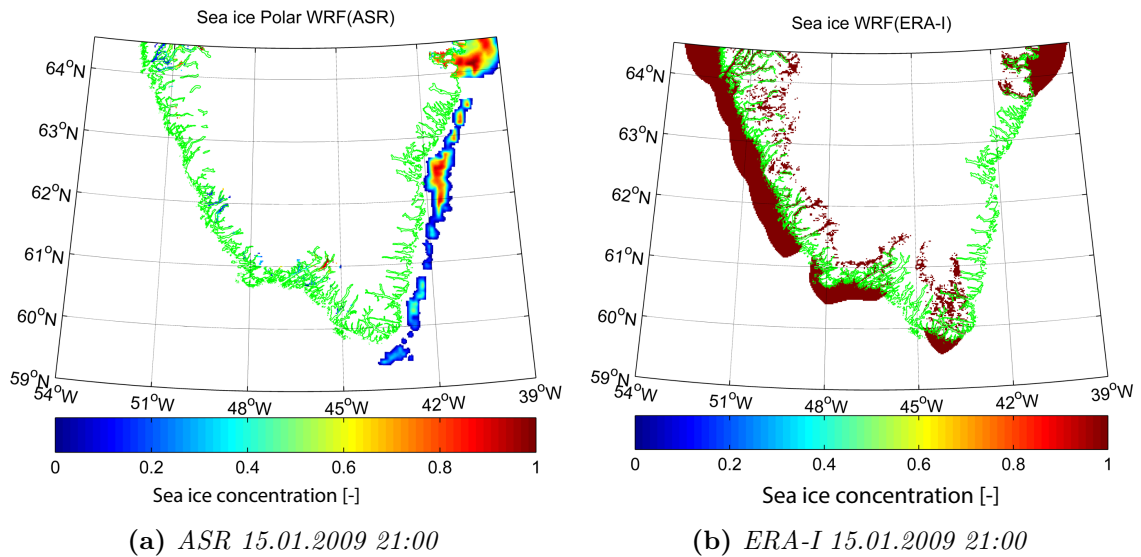 Sea ice Polar WRF(ASR)
64°N
63°N
62°N
61°N
60°N
59°N
54°W
51°W
48°W
45°W
42°W
39°W
0
0.2
0.4
0.6
0.8
1
Sea ice concentration [-]
(a) ASR 15.01.2009 21:00
Sea ice WRF(ERA-I)
64°N
63°N
62°N
61°N
60°N
59°N
54°W
51°W
48°W
45°W
42°W
39°W
0
0.2
0.4
0.6
0.8
1
Sea ice concentration [-]
(b) ERA-I 15.01.2009 21:00